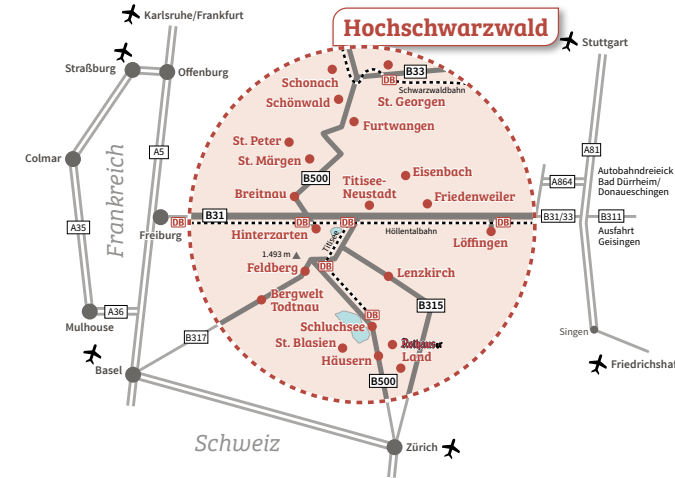 Hochschwarzwald
Karlsruhe/Frankfurt
Stuttgart
Straßburg
Offenburg
Schonach
DB
B33
Schwarzwaldbahn
Schönwald
St. Georgen
Furtwangen
St. Peter
St. Märgen
Colmar
Frankreich
A5
A81
Eisenbach
B500
Titisee-
Neustadt
Breitnau
Friedenweiler
A864
Autobahndreieick
Bad Dürrheim/
Donaueschingen
A35
Freiburg
DB
B31
DB
DB
DB
B31/33
B311
Hinterzarten
Höllentalbahn
Löffingen
Ausfahrt
Geisingen
Titisee
1.493 m
Feldberg
DB
Lenzkirch
Bergwelt
Todtnau
B315
A36
Mulhouse
DB
Schluchsee
B317
St. Blasien
Häusern
Land
Singen
Basel
B500
Friedrichshaf
Schweiz
Zürich